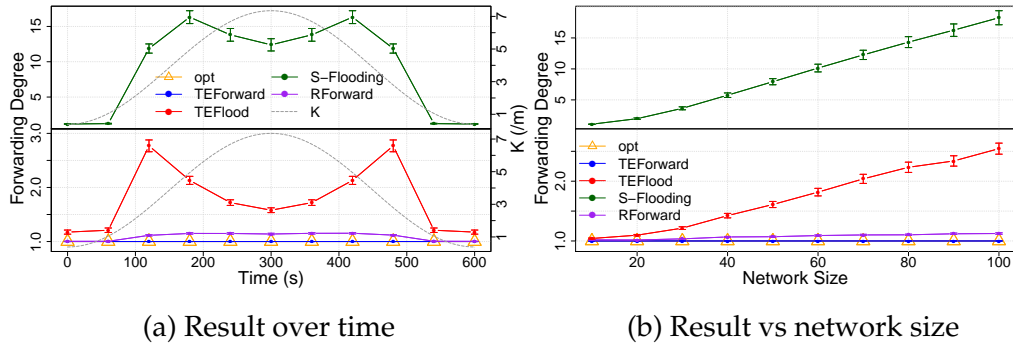 Forwarding Degree
15
10
5
opt
TEForward
TEFlood
S−Flooding
RForward
K
7
5
3
1
K (/m)
3.0
2.0
1.0
7
5
3
1
0 100 200 300 400 500 600
Time (s)
(a) Result over time
Forwarding Degree
15
5
opt
TEForward
TEFlood
S−Flooding
RForward
2.0
1.0
20 40 60 80 100
Network Size
(b) Result vs network size